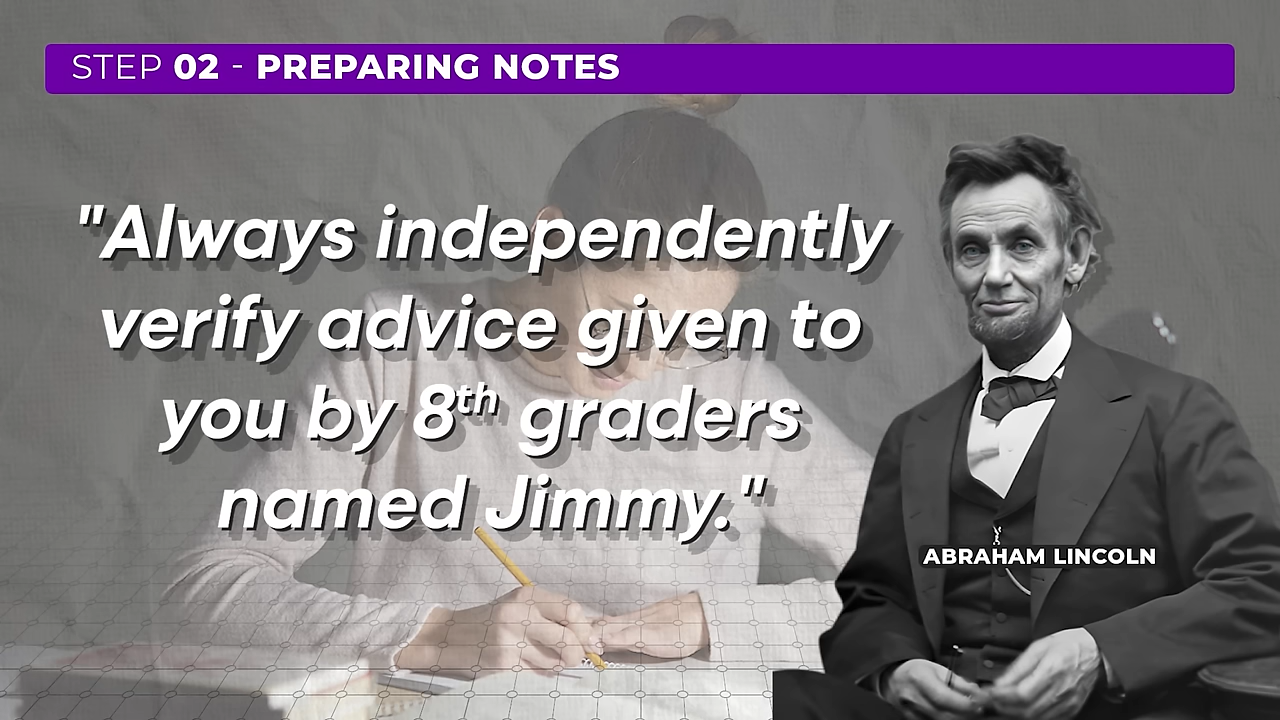 STEP 02 - PREPARING NOTES
"Always independently
verify advice given to
you by 8th graders
named Jimmy."
ABRAHAM LINCOLN